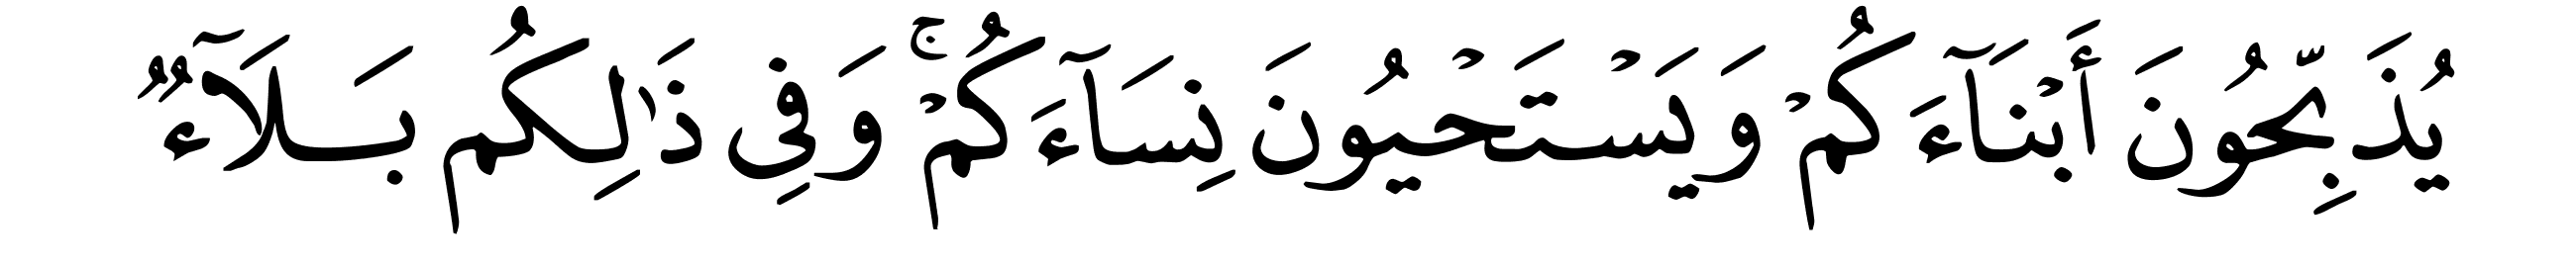 يُذَبِّحُونَ أَبْنَآءَكُمْ وَيَسْتَحْيُونَ نِسَآءَكُمْ ۚ وَفِى ذَٰلِكُم بَلَآءٌ